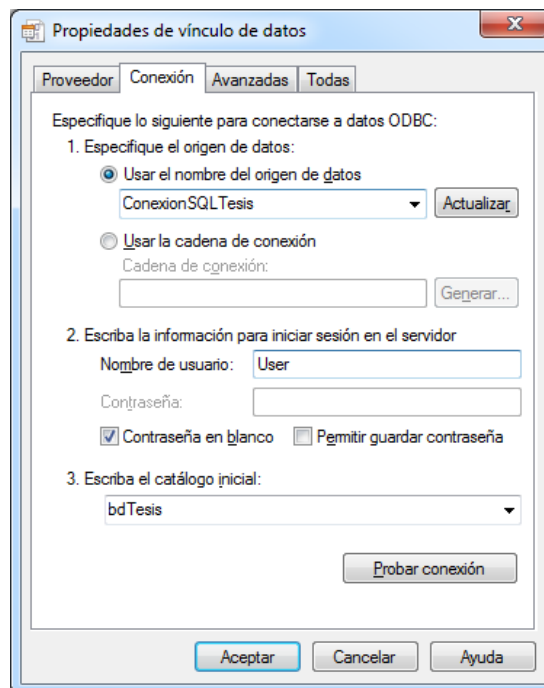 Propiedades de vínculo de datos
Proveedor Conexión Avanzadas Todas
Especifique lo siguiente para conectarse a datos ODBC:
1. Especifique el origen de datos:
Usar el nombre del origen de datos
ConexionSQLTesis Actualizar
Usar la cadena de conexión
Cadena de conexión:
Generar...
2. Escriba la información para iniciar sesión en el servidor
Nombre de usuario: User
Contraseña:
Contraseña en blanco Permitir guardar contraseña
3. Escriba el catálogo inicial:
bdTesis
Probar conexión
Aceptar Cancelar Ayuda